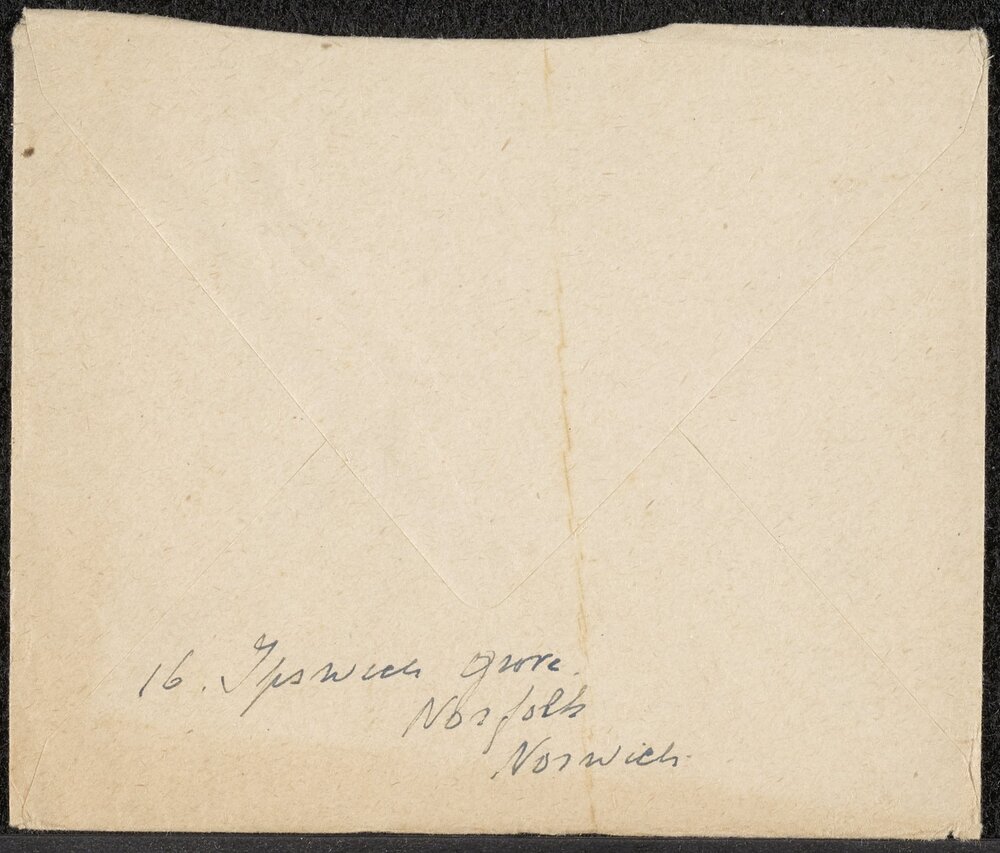 16. Ipswich grove.
Norfolk
Norwich.